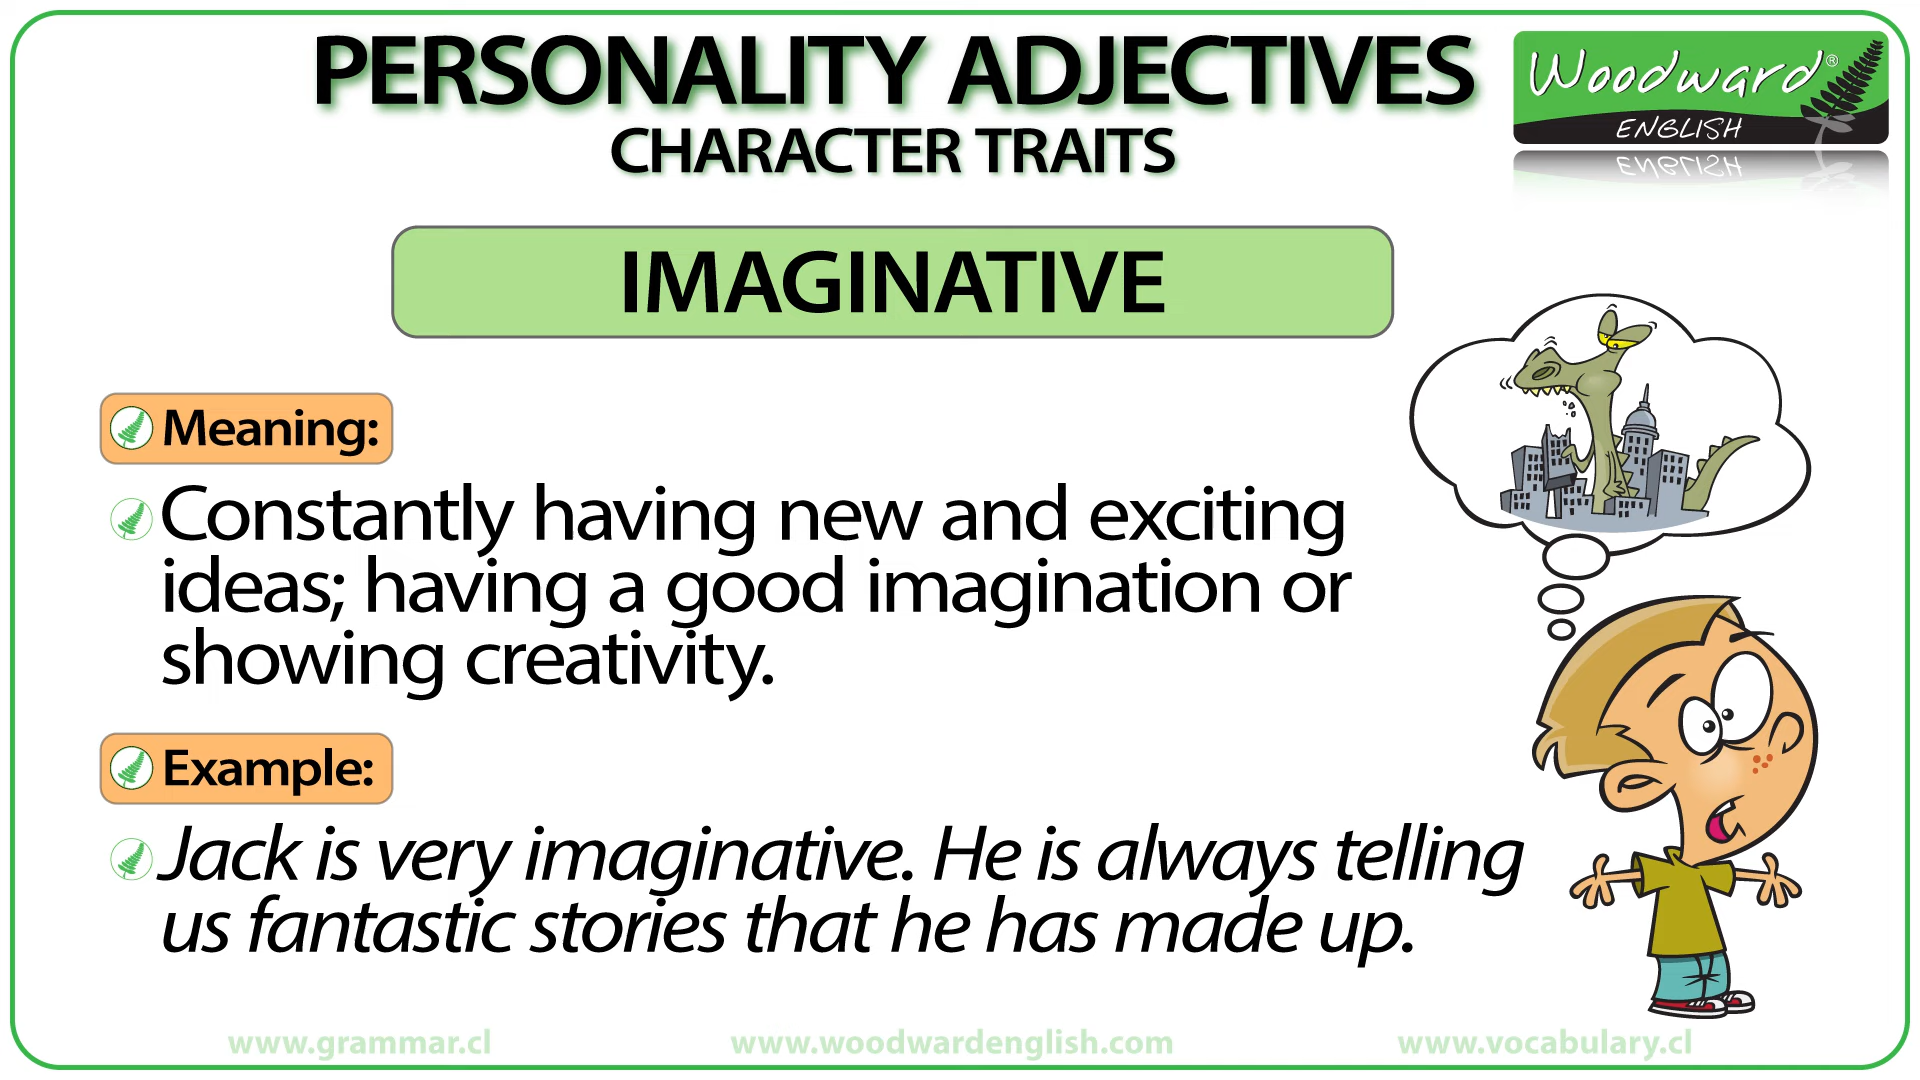 PERSONALITY ADJECTIVES
CHARACTER TRAITS
Woodward®
ENGLISH
IMAGINATIVE
Meaning:
Constantly having new and exciting
ideas; having a good imagination or
showing creativity.
Example:
Jack is very imaginative. He is always telling
us fantastic stories that he has made up.
www.grammar.cl
www.woodwardenglish.com
www.vocabulary.cl